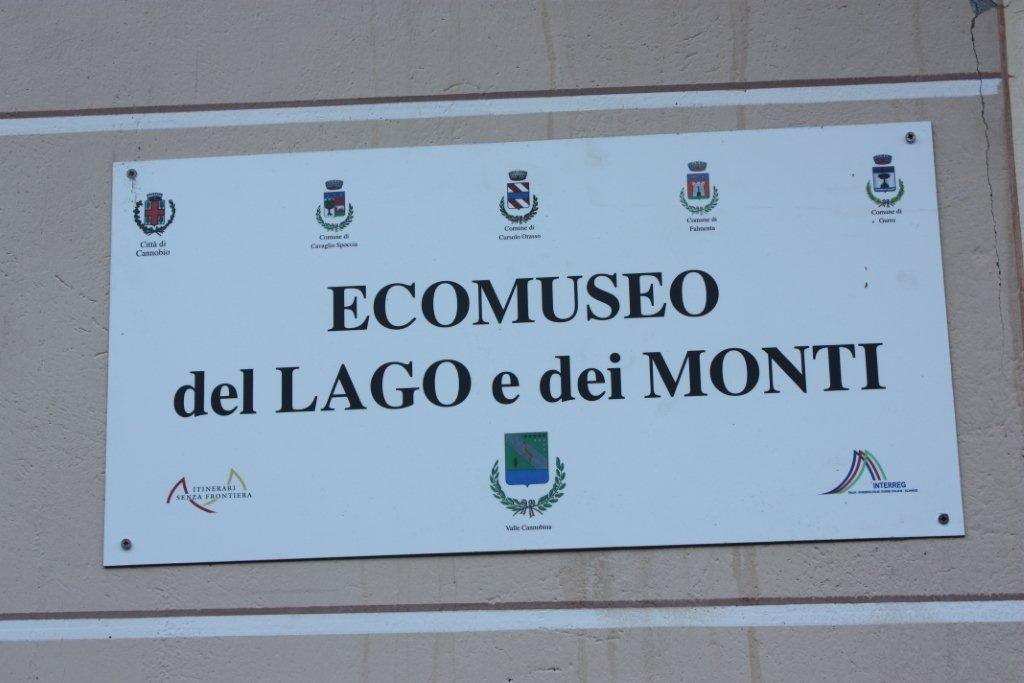 Città di
Cannobio
Comune di
Cavaglio Spoccia
Comune di
Cursolo Orasso
Comune di
Falmenta
Comune di
Gurro
ECOMUSEO
del LAGO e dei MONTI
ITINERARI
SENZA FRONTIERA
Valle Cannobina
INTERREG